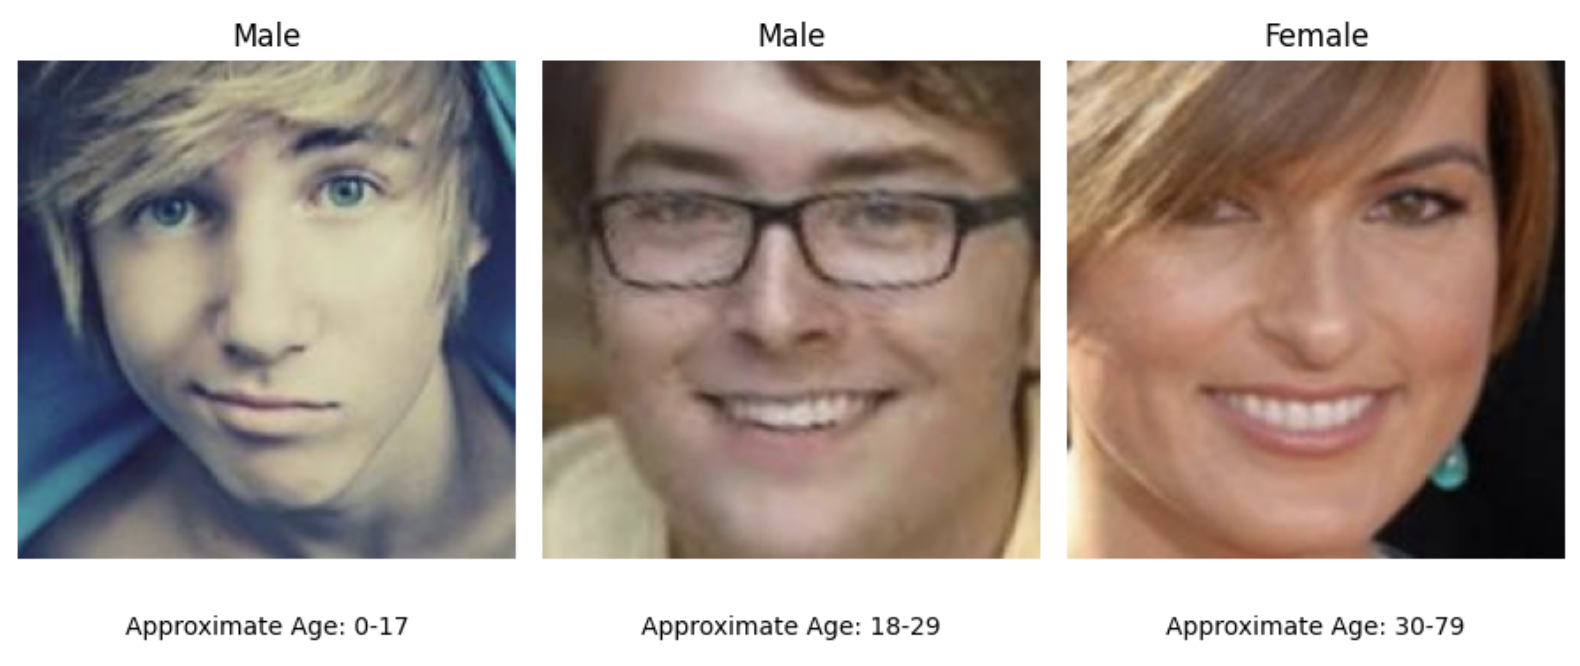 Male
Male
Female
Approximate Age: 0-17
Approximate Age: 18-29
Approximate Age: 30-79